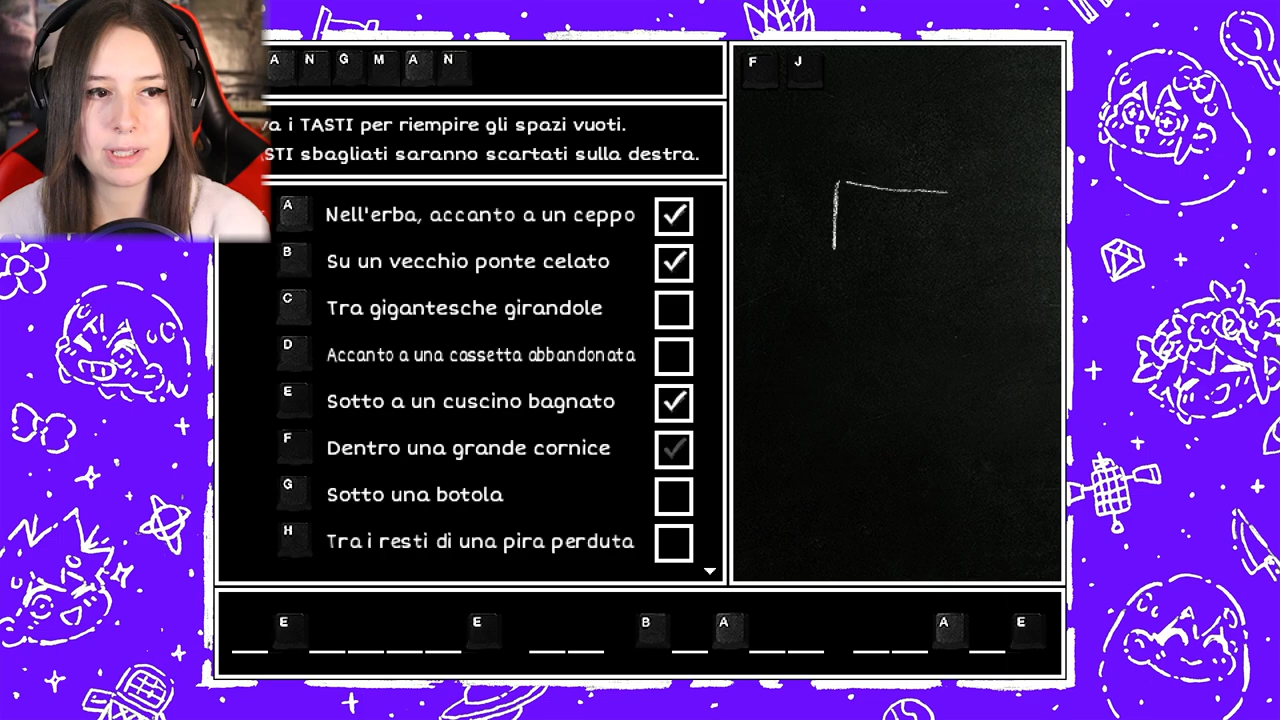 A N G M A N
F J
va i TASTI per riempire gli spazi vuoti.
STI sbagliati saranno scartati sulla destra.
A Nell'erba, accanto a un ceppo
B Su un vecchio ponte celato
C Tra gigantesche girandole
D Accanto a una cassetta abbandonata
E Sotto a un cuscino bagnato
F Dentro una grande cornice
G Sotto una botola
H Tra i resti di una pira perduta
E E B A A E